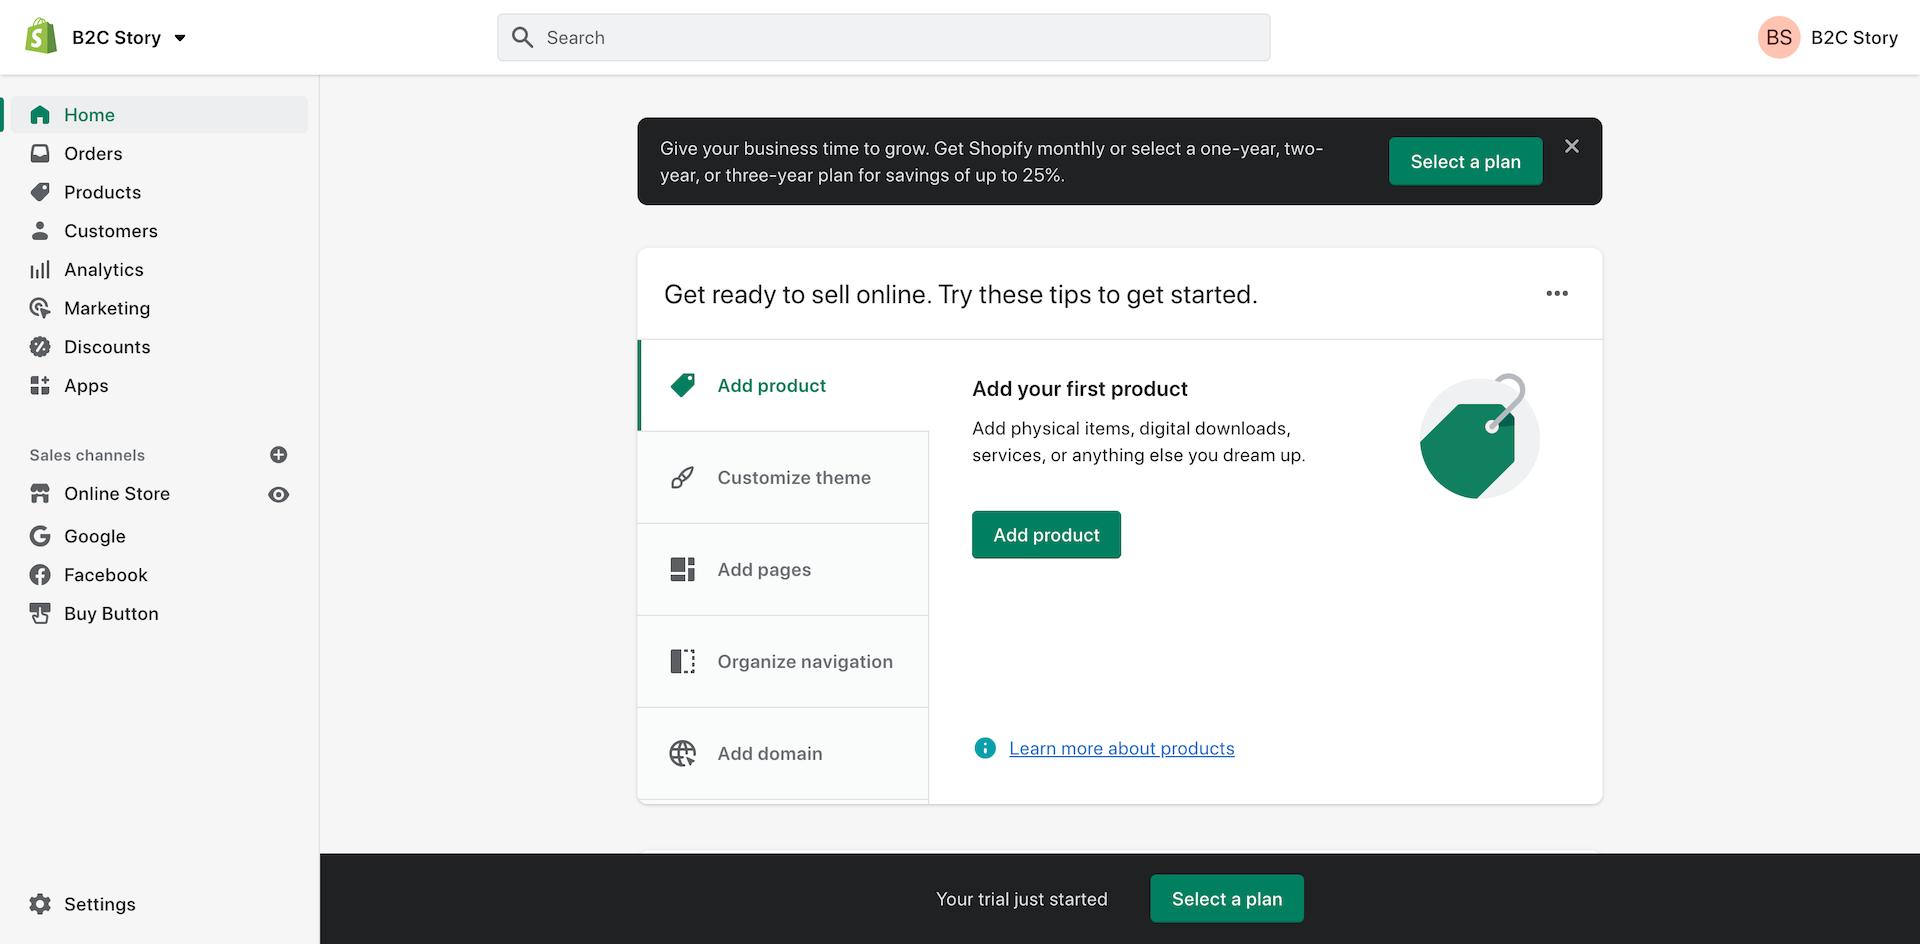 B2C Story
Search
BS
B2C Story
Home
Orders
Products
Customers
Analytics
Marketing
Discounts
Apps
Sales channels
Online Store
Google
Facebook
Buy Button
Settings
Give your business time to grow. Get Shopify monthly or select a one-year, two-
year, or three-year plan for savings of up to 25%.
Select a plan
Get ready to sell online. Try these tips to get started.
Add product
Customize theme
Add pages
Organize navigation
Add domain
Add your first product
Add physical items, digital downloads,
services, or anything else you dream up.
Add product
Learn more about products
Your trial just started
Select a plan